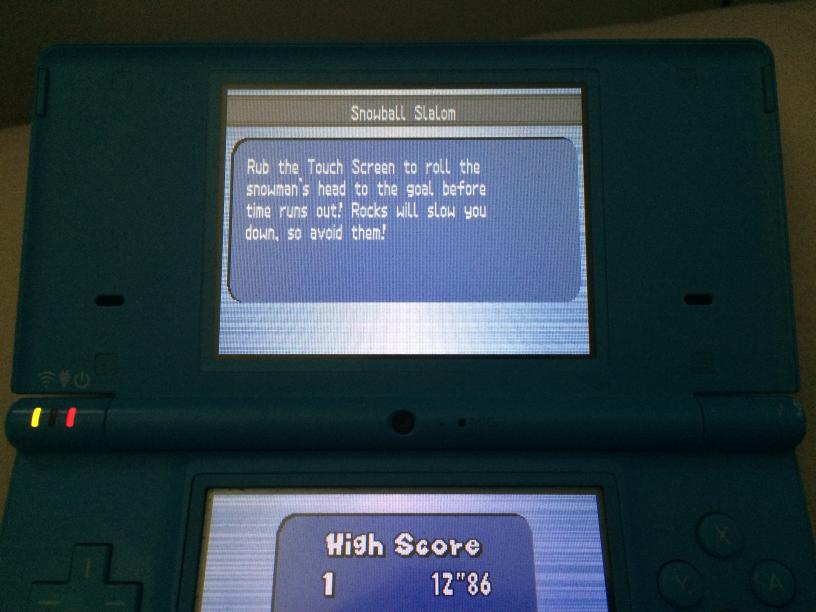 Snowball Slalom
Rub the Touch Screen to roll the
snowman's head to the goal before
time runs out! Rocks will slow you
down, so avoid them!
High Score
1 12"86
X
Y A